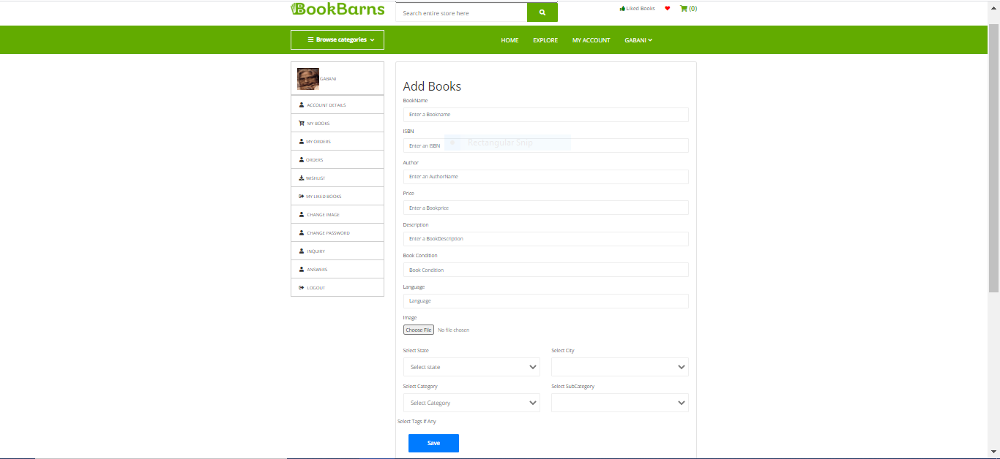 BookBarns
Search entire store here
Liked Books
(0)
Browse categories
HOME
EXPLORE
MY ACCOUNT
GABANI
GABANI
ACCOUNT DETAILS
MY BOOKS
MY ORDERS
ORDERS
WISHLIST
MY LIKED BOOKS
CHANGE IMAGE
CHANGE PASSWORD
INQUIRY
ANSWERS
LOGOUT
Add Books
BookName
Enter a Bookname
ISBN
Enter an ISBN
Rectangular Snip
Author
Enter an AuthorName
Price
Enter a Bookprice
Description
Enter a BookDescription
Book Condition
Book Condition
Language
Language
Image
Choose File No file chosen
Select State
Select City
Select state
Select Category
Select SubCategory
Select Category
Select Tags If Any
Save